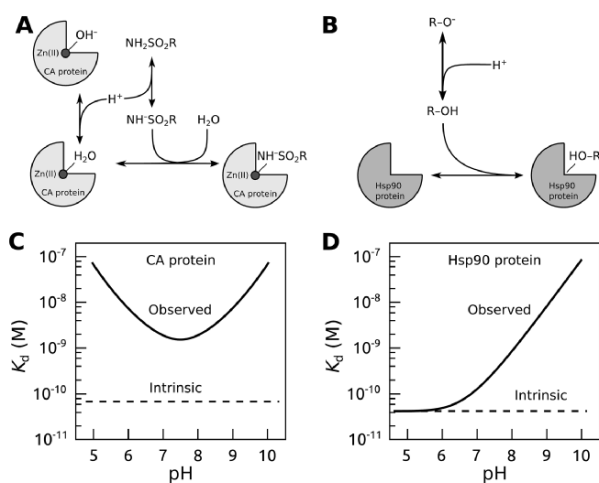 A
OH⁻
Zn(II)
CA protein
NH₂SO₂R
H⁺
NH⁻SO₂R
H₂O
H₂O
Zn(II)
CA protein
NH⁻SO₂R
Zn(II)
CA protein
B
R–O⁻
H⁺
R–OH
Hsp90
protein
HO–R
Hsp90
protein
C
CA protein
Observed
Intrinsic
10⁻⁷
10⁻⁸
10⁻⁹
10⁻¹⁰
10⁻¹¹
K_d (M)
5 6 7 8 9 10
pH
D
Hsp90 protein
Observed
Intrinsic
10⁻⁷
10⁻⁸
10⁻⁹
10⁻¹⁰
10⁻¹¹
K_d (M)
5 6 7 8 9 10
pH